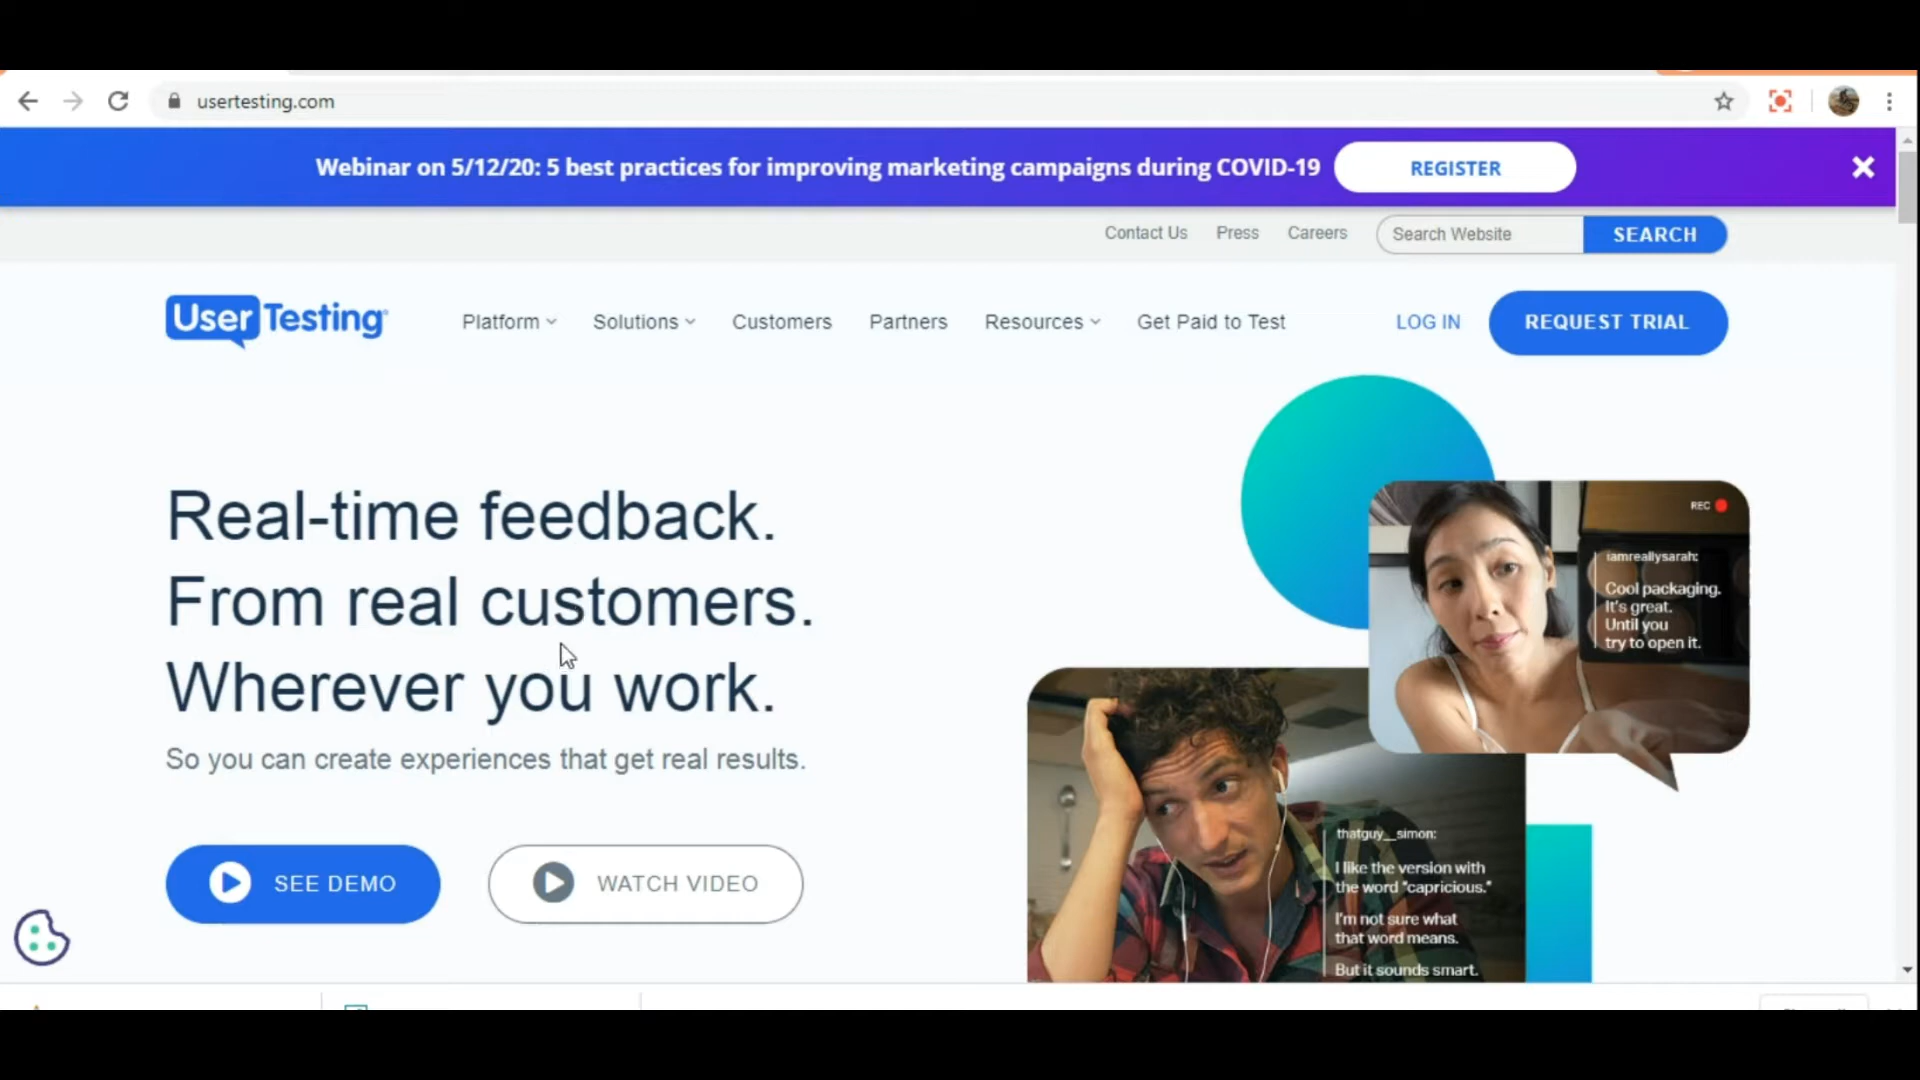 usertesting.com
Webinar on 5/12/20: 5 best practices for improving marketing campaigns during COVID-19 REGISTER
Contact Us Press Careers Search Website SEARCH
User Testing Platform Solutions Customers Partners Resources Get Paid to Test LOG IN REQUEST TRIAL
Real-time feedback.
From real customers.
Wherever you work.
So you can create experiences that get real results.
SEE DEMO WATCH VIDEO
REC
iamreallysarah:
Cool packaging.
It's great.
Until you
try to open it.
thatguy__simon:
I like the version with
the word "capricious."
I'm not sure what
that word means.
But it sounds smart.